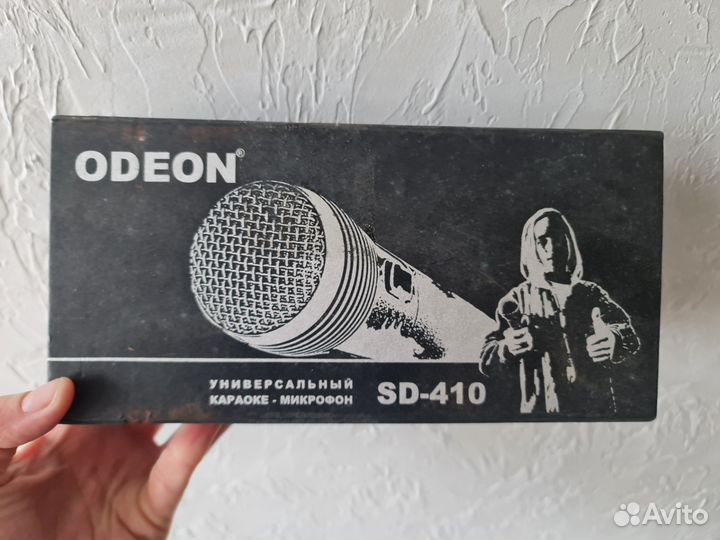 ODEON®
УНИВЕРСАЛЬНЫЙ
КАРАОКЕ - МИКРОФОН
SD-410
Avito